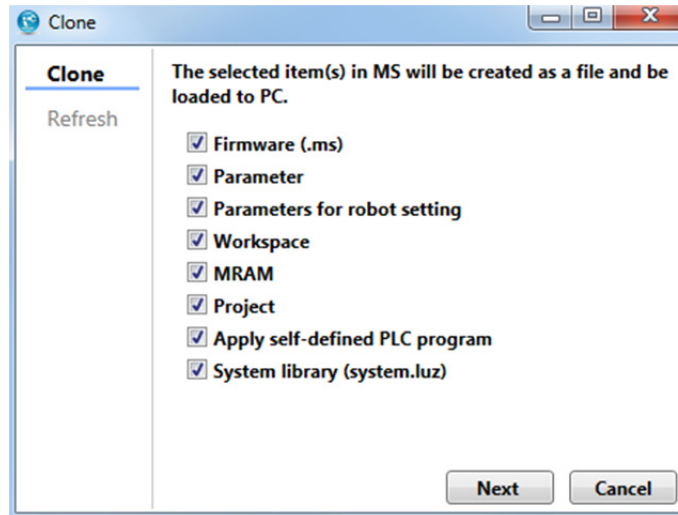 Clone
Clone
Refresh
The selected item(s) in MS will be created as a file and be
loaded to PC.
Firmware (.ms)
Parameter
Parameters for robot setting
Workspace
MRAM
Project
Apply self-defined PLC program
System library (system.luz)
Next
Cancel